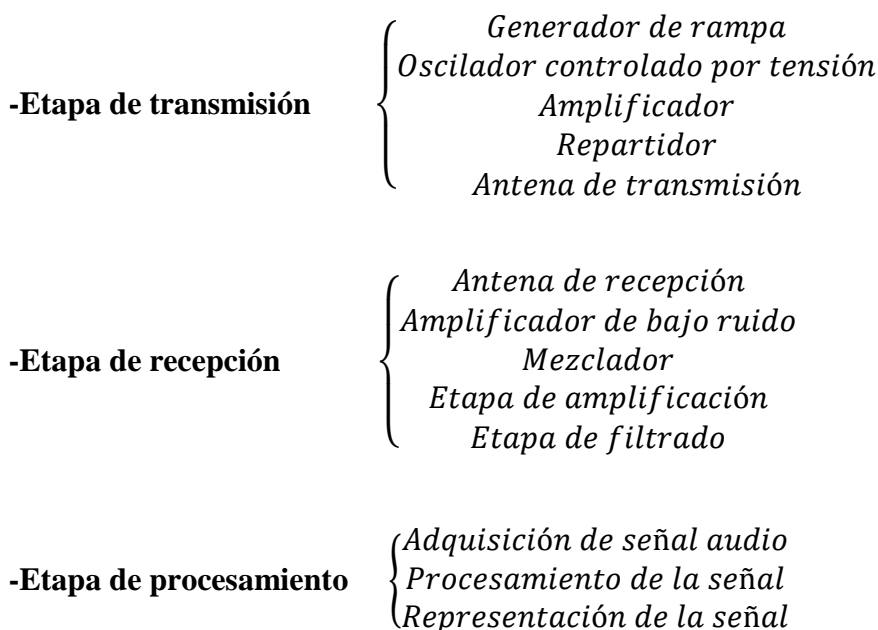 Generador de rampa
Oscilador controlado por tensión
-Etapa de transmisión
Amplificador
Repartidor
Antena de transmisión
Antena de recepción
Amplificador de bajo ruido
-Etapa de recepción
Mezclador
Etapa de amplificación
Etapa de filtrado
Adquisición de señal audio
-Etapa de procesamiento
Procesamiento de la señal
Representación de la señal